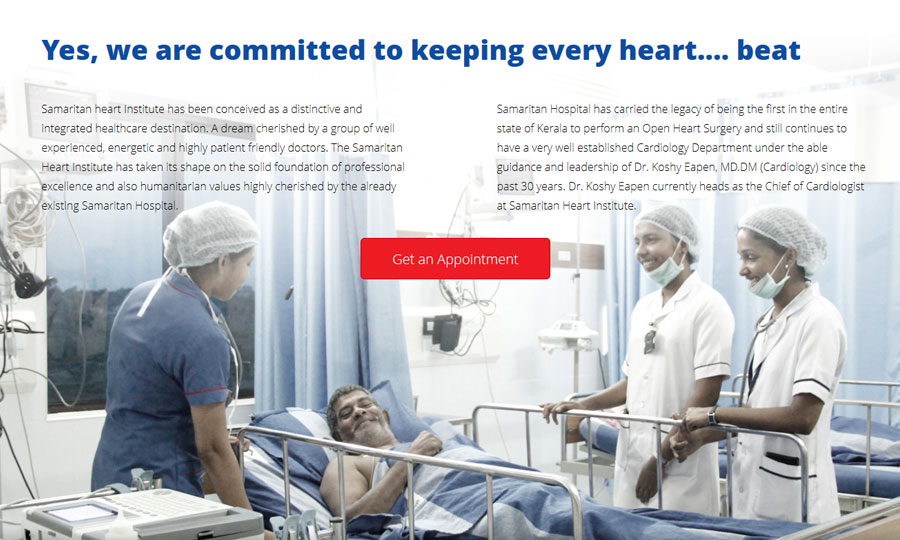 Yes, we are committed to keeping every heart.... beat
Samaritan heart Institute has been conceived as a distinctive and
integrated healthcare destination. A dream cherished by a group of well
experienced, energetic and highly patient friendly doctors. The Samaritan
Heart Institute has taken its shape on the solid foundation of professional
excellence and also humanitarian values highly cherished by the already
existing Samaritan Hospital.
Samaritan Hospital has carried the legacy of being the first in the entire
state of Kerala to perform an Open Heart Surgery and still continues to
have a very well established Cardiology Department under the able
guidance and leadership of Dr. Koshy Eapen, MD.DM (Cardiology) since the
past 30 years. Dr. Koshy Eapen currently heads as the Chief of Cardiologist
at Samaritan Heart Institute.
Get an Appointment